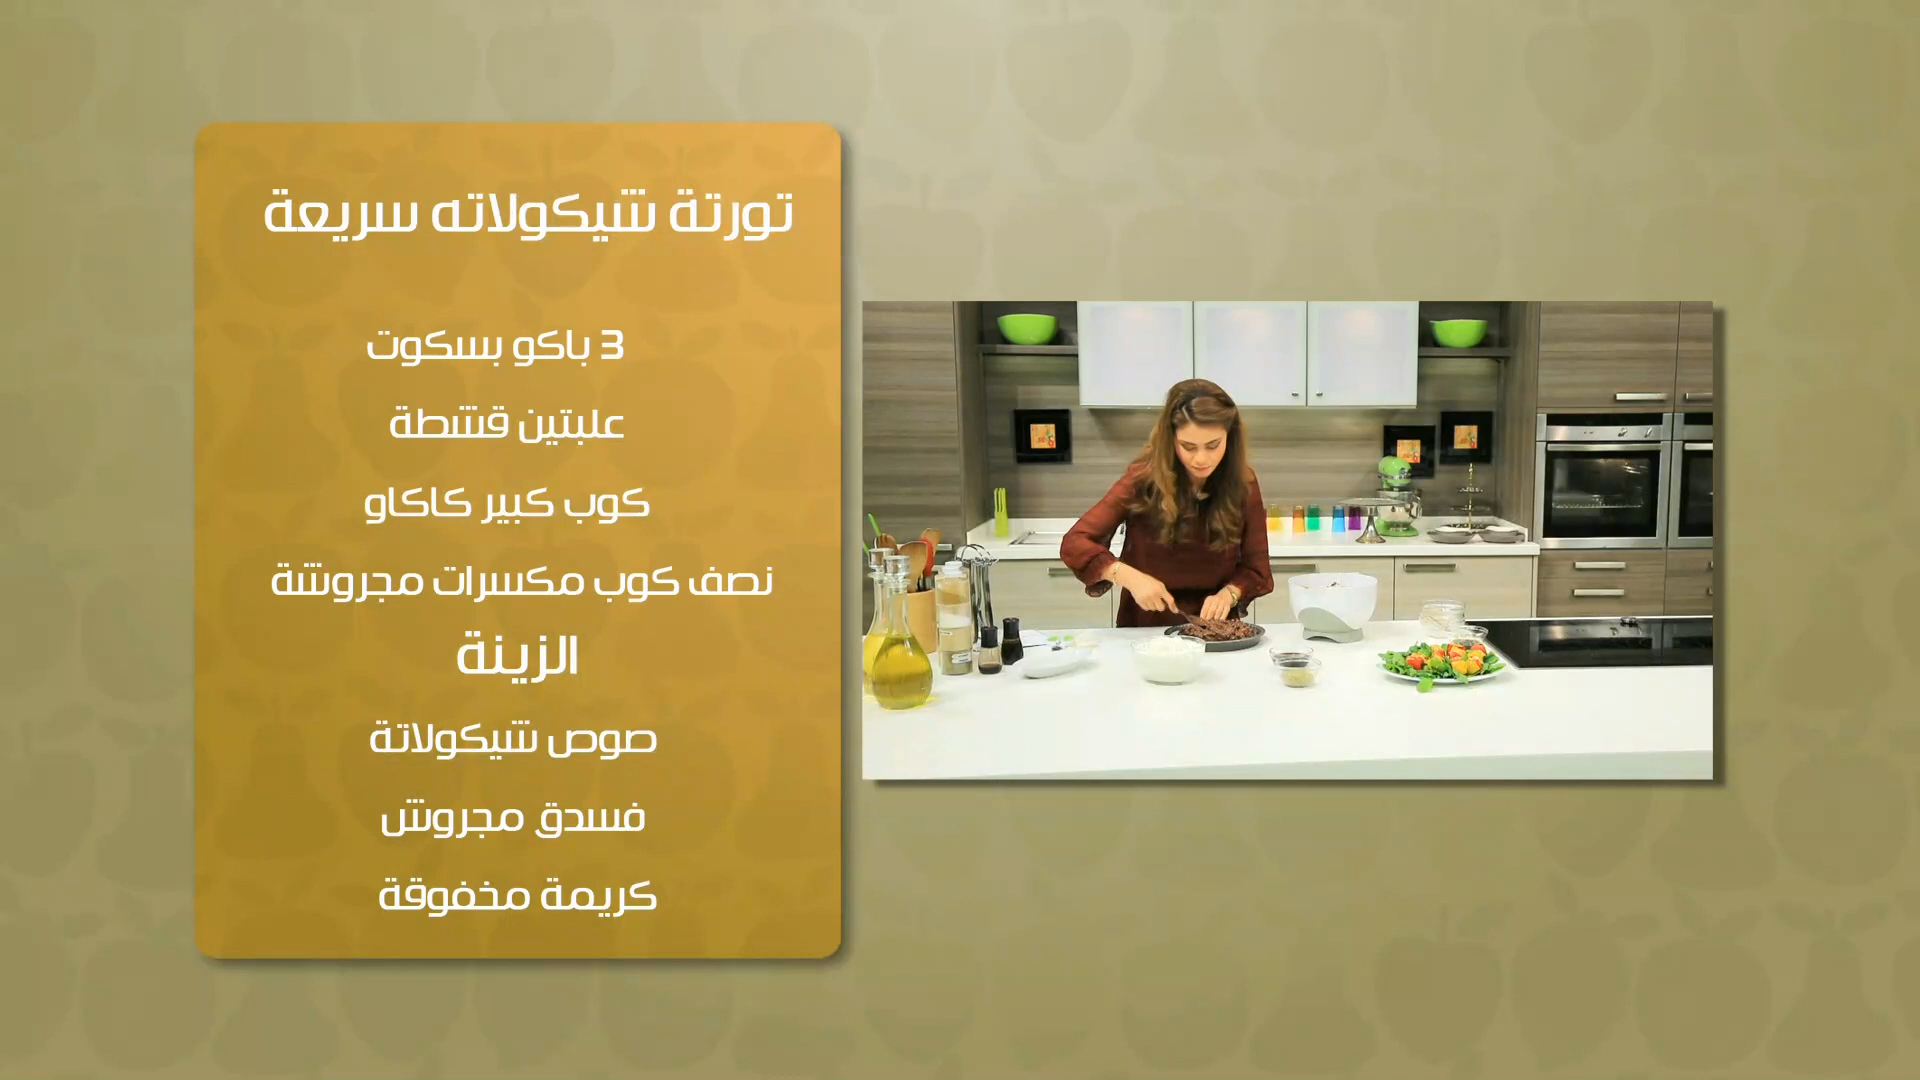 تورتة شيكولاته سريعة
3 باكو بسكوت
علبتين قشطة
كوب كبير كاكاو
نصف كوب مكسرات مجروشة
الزينة
صوص شيكولاتة
فسدق مجروش
كريمة مخفوقة